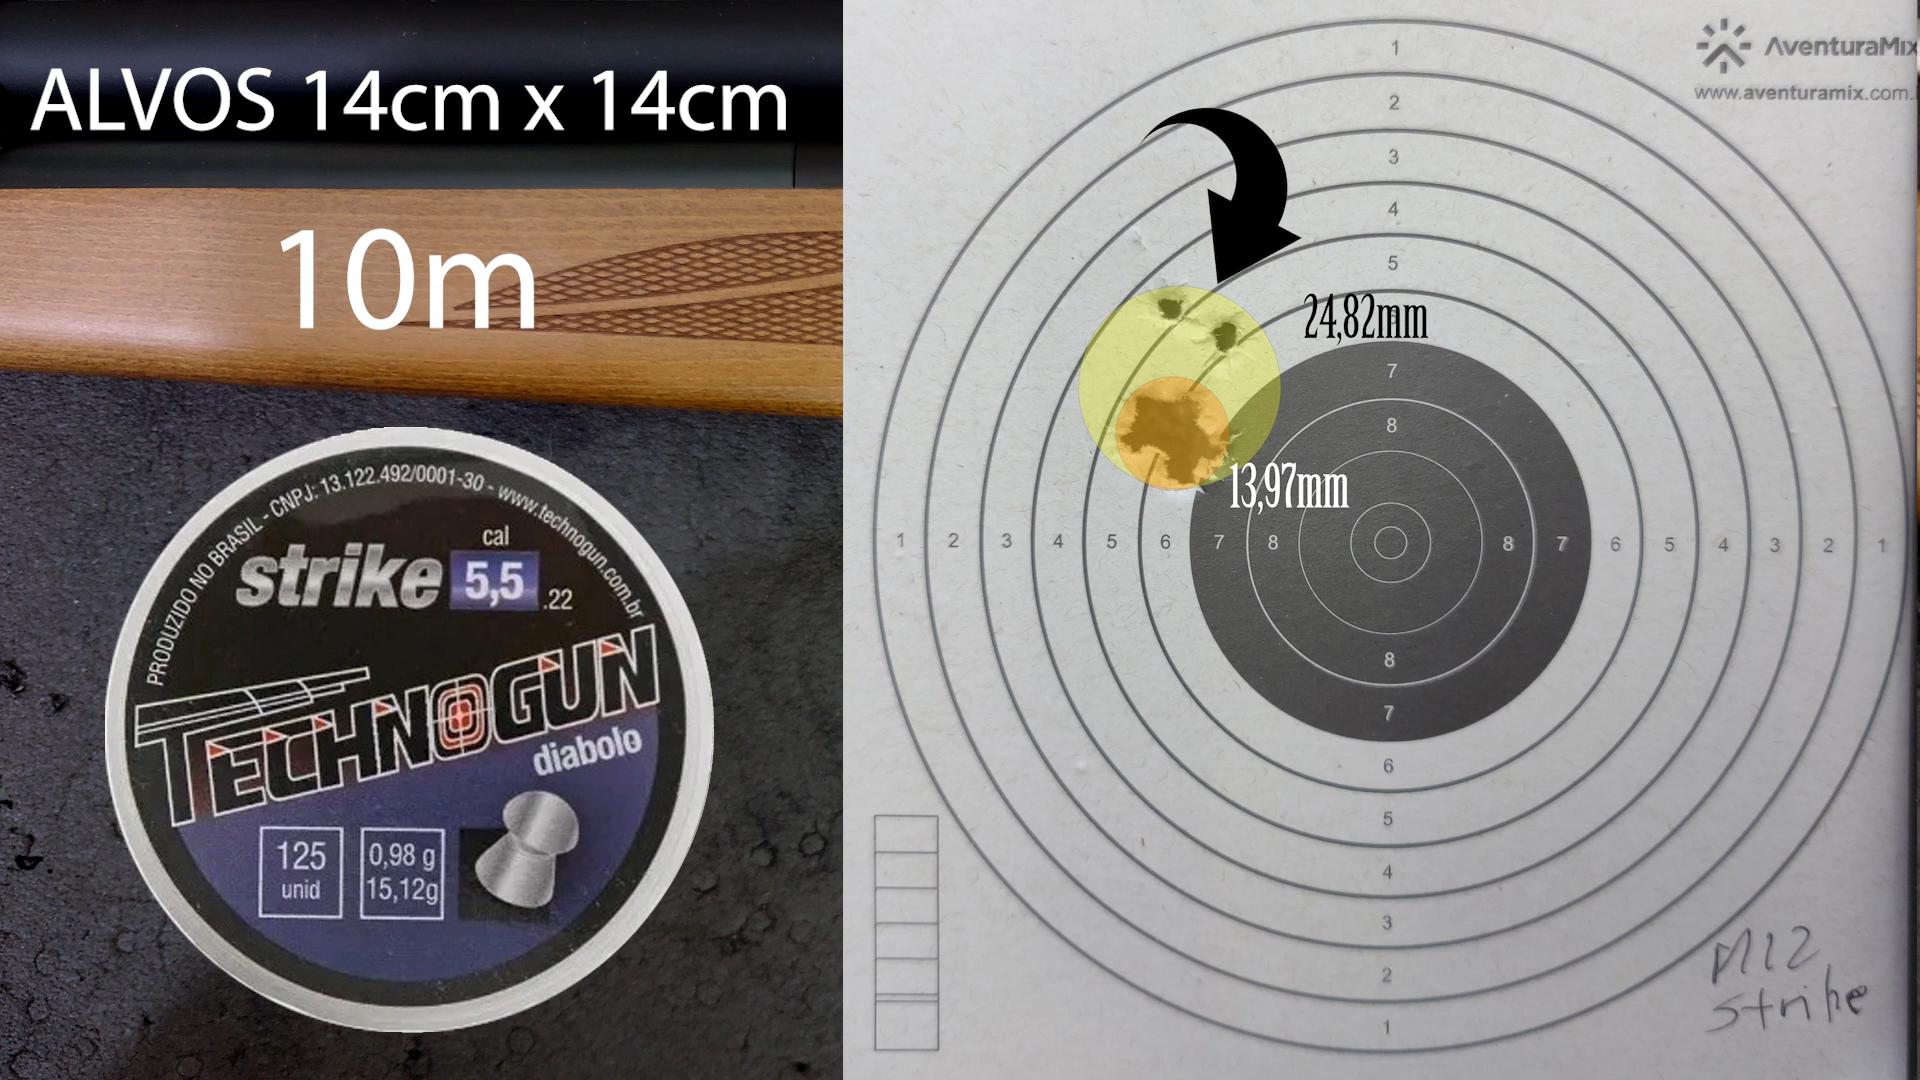 ALVOS 14cm x 14cm
10m
PRODUZIDO NO BRASIL - CNPJ: 13.122.492/0001-30 - www.technogun.com.br
cal
strike 5,5 .22
TECHNOGUN
diabolo
125
unid
0,98 g
15,12g
AventuraMix
www.aventuramix.com.
1
2
3
4
5
24,82mm
7
8
13,97mm
1 2 3 4 5 6 7 8 8 7 6 5 4 3 2 1
8
7
6
5
4
3
2
1
M12
strike